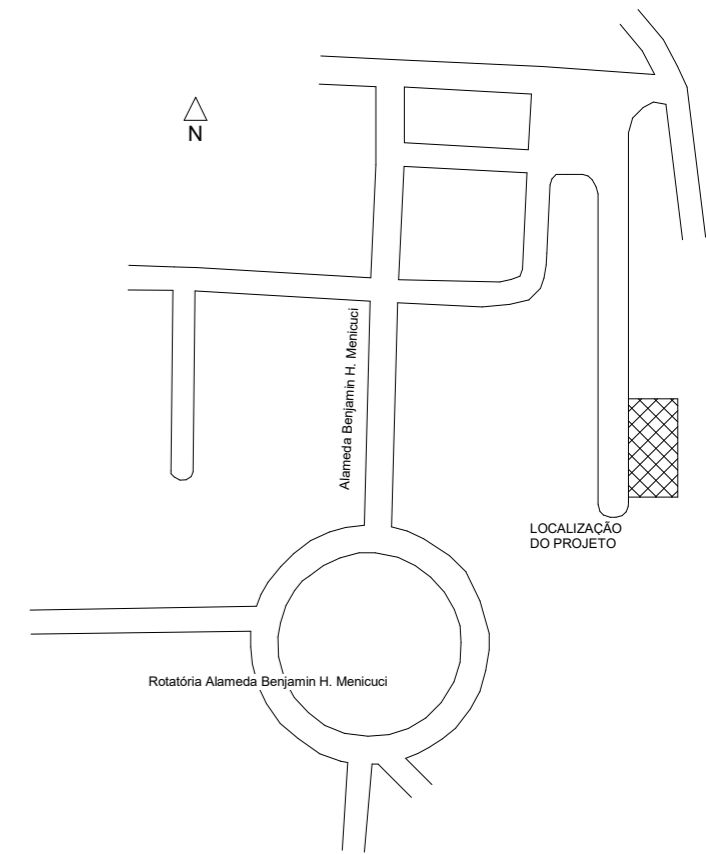 N
Alameda Benjamin H. Menicuci
LOCALIZAÇÃO
DO PROJETO
Rotatória Alameda Benjamin H. Menicuci